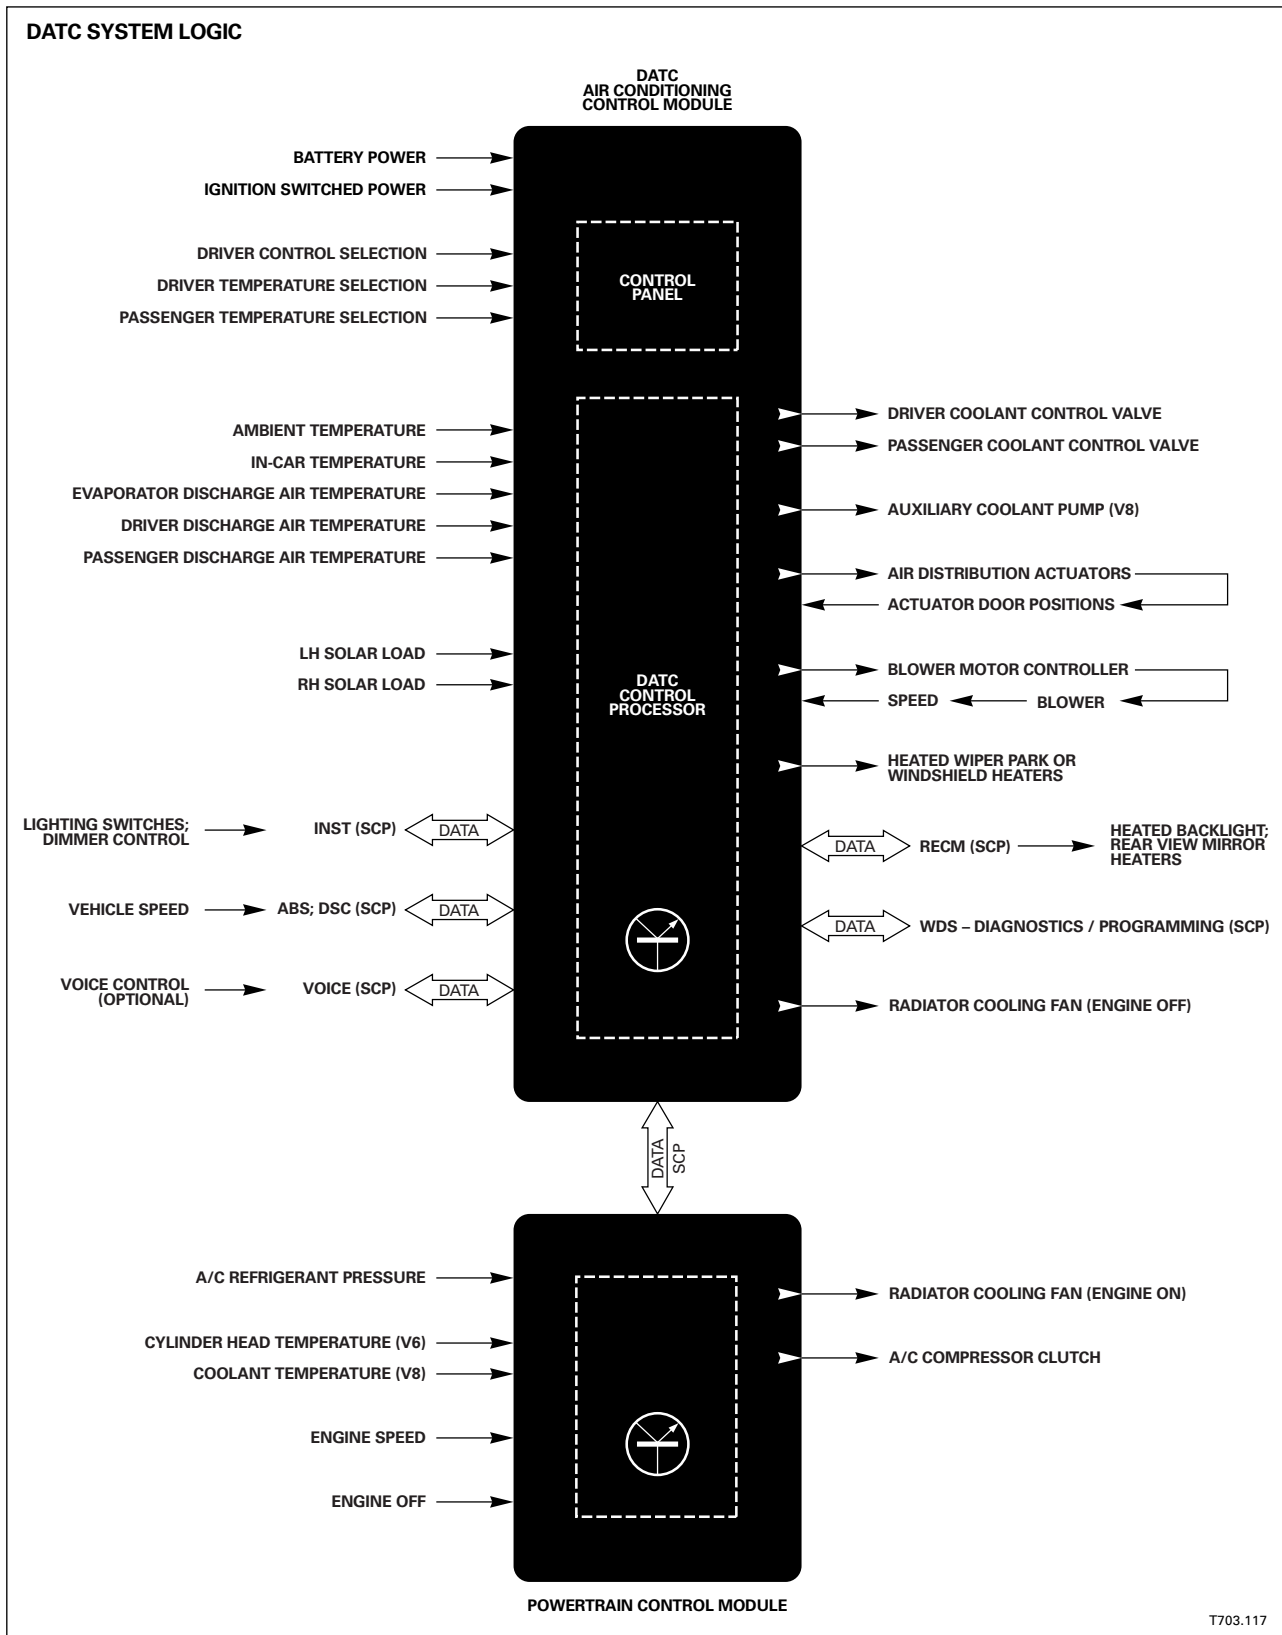 DATC SYSTEM LOGIC
DATC
AIR CONDITIONING
CONTROL MODULE
BATTERY POWER
IGNITION SWITCHED POWER
DRIVER CONTROL SELECTION
DRIVER TEMPERATURE SELECTION
PASSENGER TEMPERATURE SELECTION
CONTROL
PANEL
AMBIENT TEMPERATURE
IN-CAR TEMPERATURE
EVAPORATOR DISCHARGE AIR TEMPERATURE
DRIVER DISCHARGE AIR TEMPERATURE
PASSENGER DISCHARGE AIR TEMPERATURE
LH SOLAR LOAD
RH SOLAR LOAD
LIGHTING SWITCHES;
DIMMER CONTROL
INST (SCP)
DATA
VEHICLE SPEED
ABS; DSC (SCP)
DATA
VOICE CONTROL
(OPTIONAL)
VOICE (SCP)
DATA
DATC
CONTROL
PROCESSOR
DRIVER COOLANT CONTROL VALVE
PASSENGER COOLANT CONTROL VALVE
AUXILIARY COOLANT PUMP (V8)
AIR DISTRIBUTION ACTUATORS
ACTUATOR DOOR POSITIONS
BLOWER MOTOR CONTROLLER
SPEED
BLOWER
HEATED WIPER PARK OR
WINDSHIELD HEATERS
DATA
RECM (SCP)
HEATED BACKLIGHT;
REAR VIEW MIRROR
HEATERS
DATA
WDS – DIAGNOSTICS / PROGRAMMING (SCP)
RADIATOR COOLING FAN (ENGINE OFF)
DATA
SCP
A/C REFRIGERANT PRESSURE
CYLINDER HEAD TEMPERATURE (V6)
COOLANT TEMPERATURE (V8)
ENGINE SPEED
ENGINE OFF
RADIATOR COOLING FAN (ENGINE ON)
A/C COMPRESSOR CLUTCH
POWERTRAIN CONTROL MODULE
T703.117